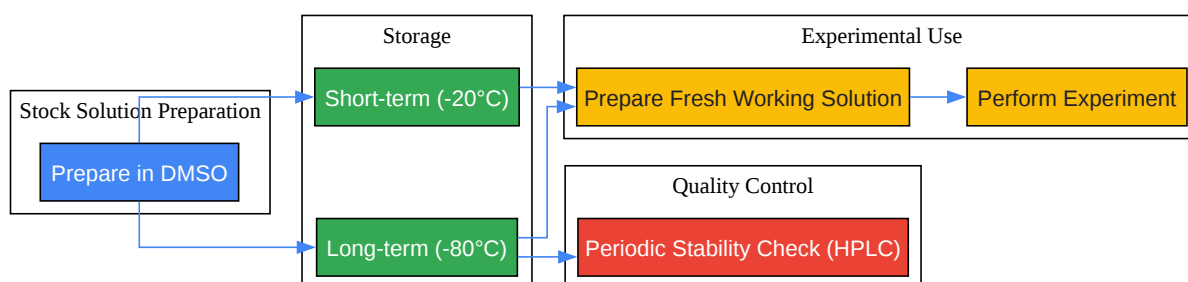 Stock Solution Preparation
Prepare in DMSO
Storage
Short-term (-20°C)
Long-term (-80°C)
Experimental Use
Prepare Fresh Working Solution
Perform Experiment
Quality Control
Periodic Stability Check (HPLC)